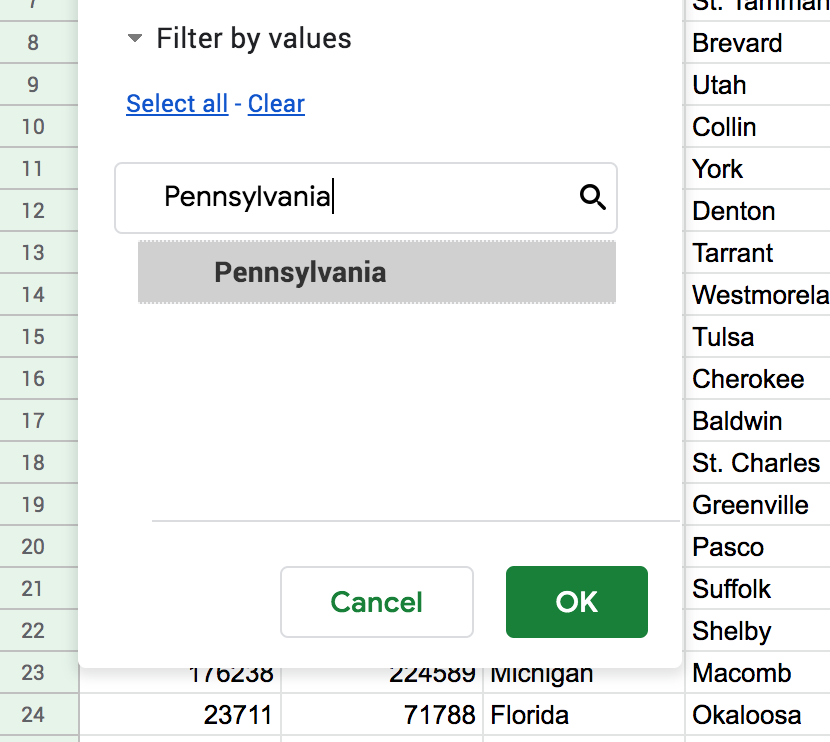 7
St. Tammany
8
Filter by values
Brevard
9
Utah
Select all - Clear
10
Collin
11
York
Pennsylvania
12
Denton
13
Tarrant
Pennsylvania
14
Westmorela
15
Tulsa
16
Cherokee
17
Baldwin
18
St. Charles
19
Greenville
20
Pasco
21
Suffolk
Cancel
OK
22
Shelby
23 176238 224589 Michigan Macomb
24 23711 71788 Florida Okaloosa